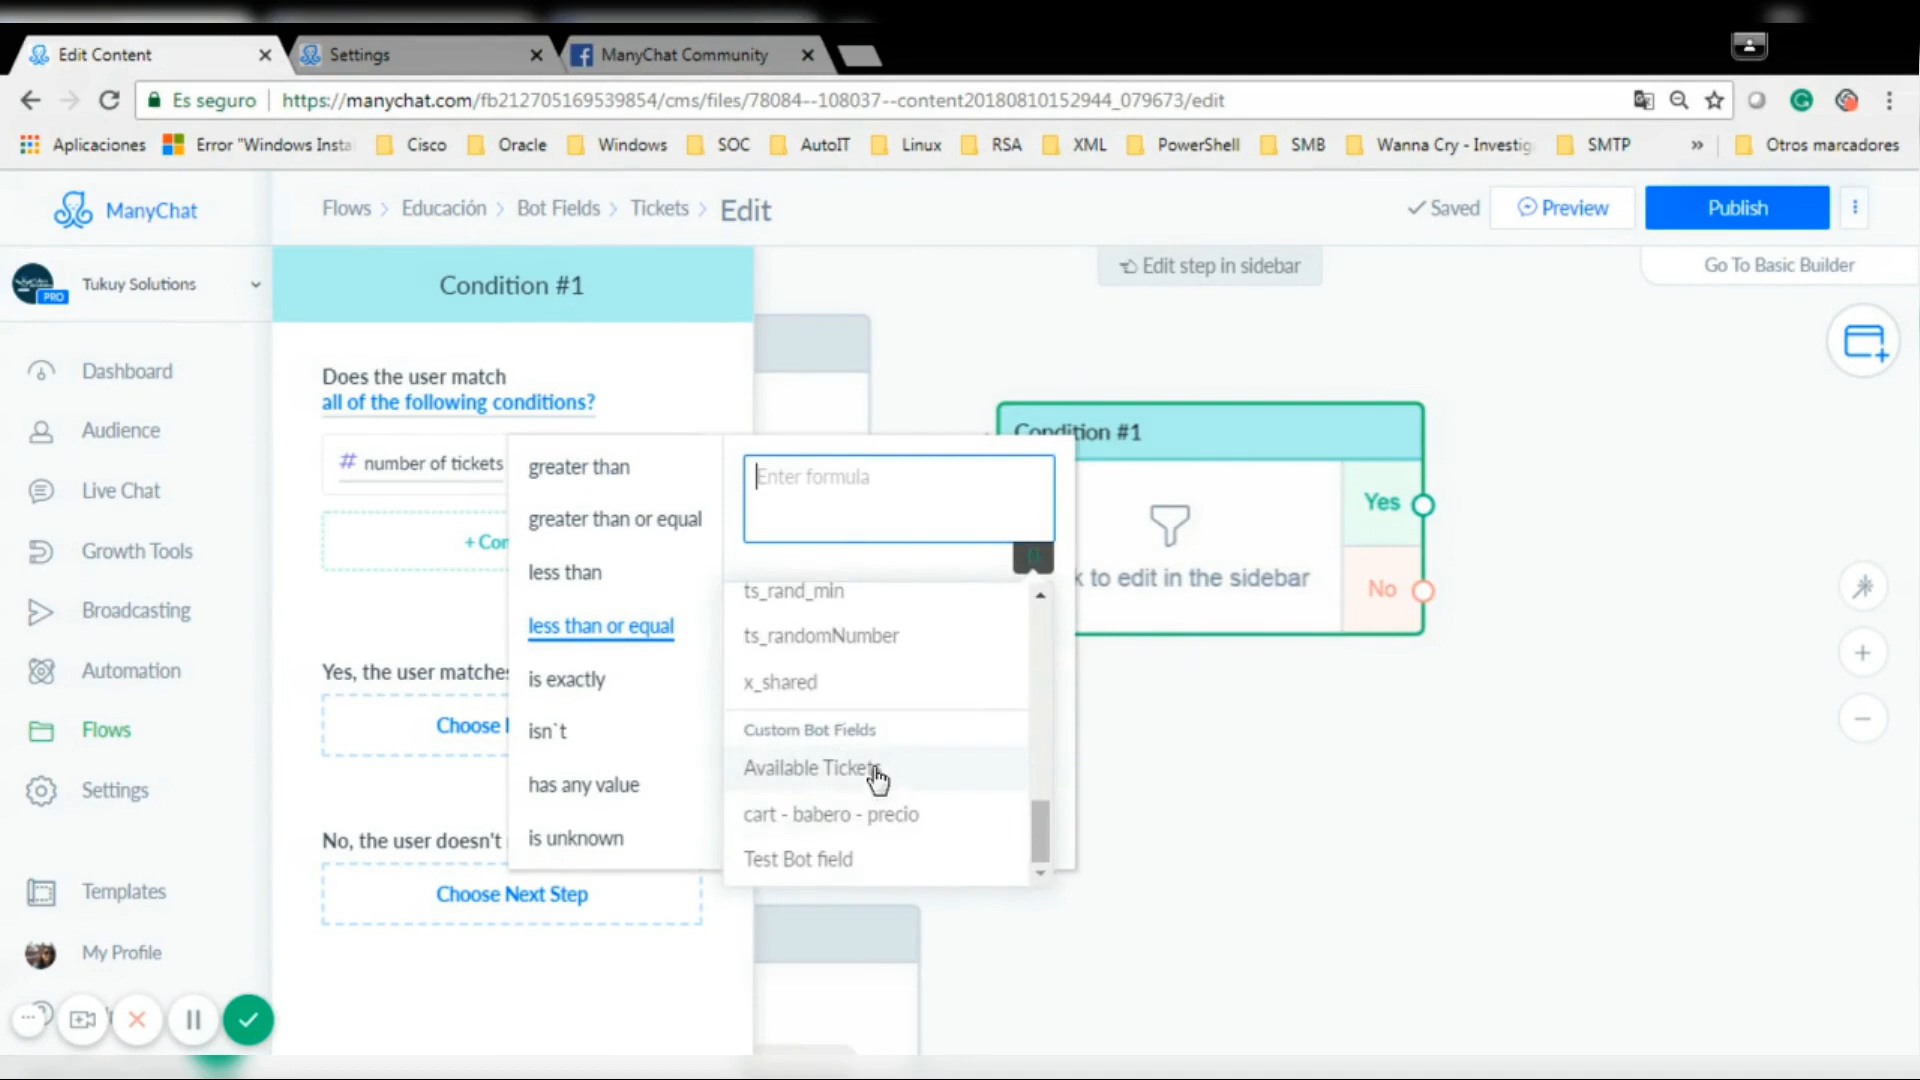 Edit Content
Settings
ManyChat Community
Es seguro
https://manychat.com/fb212705169539854/cms/files/78084--108037--content20180810152944_079673/edit
Aplicaciones
Error "Windows Insta
Cisco
Oracle
Windows
SOC
AutoIT
Linux
RSA
XML
PowerShell
SMB
Wanna Cry - Investig
SMTP
»
Otros marcadores
ManyChat
Flows > Educación > Bot Fields > Tickets > Edit
Saved
Preview
Publish
Tukuy Solutions
PRO
Condition #1
Edit step in sidebar
Go To Basic Builder
Dashboard
Audience
Live Chat
Growth Tools
Broadcasting
Automation
Flows
Settings
Templates
My Profile
Does the user match
all of the following conditions?
# number of tickets
+ Con
Yes, the user matches
Choose
No, the user doesn't
Choose Next Step
greater than
greater than or equal
less than
less than or equal
is exactly
isn`t
has any value
is unknown
Enter formula
ts_rand_min
ts_randomNumber
x_shared
Custom Bot Fields
Available Tickets
cart - babero - precio
Test Bot field
Condition #1
Yes
k to edit in the sidebar
No